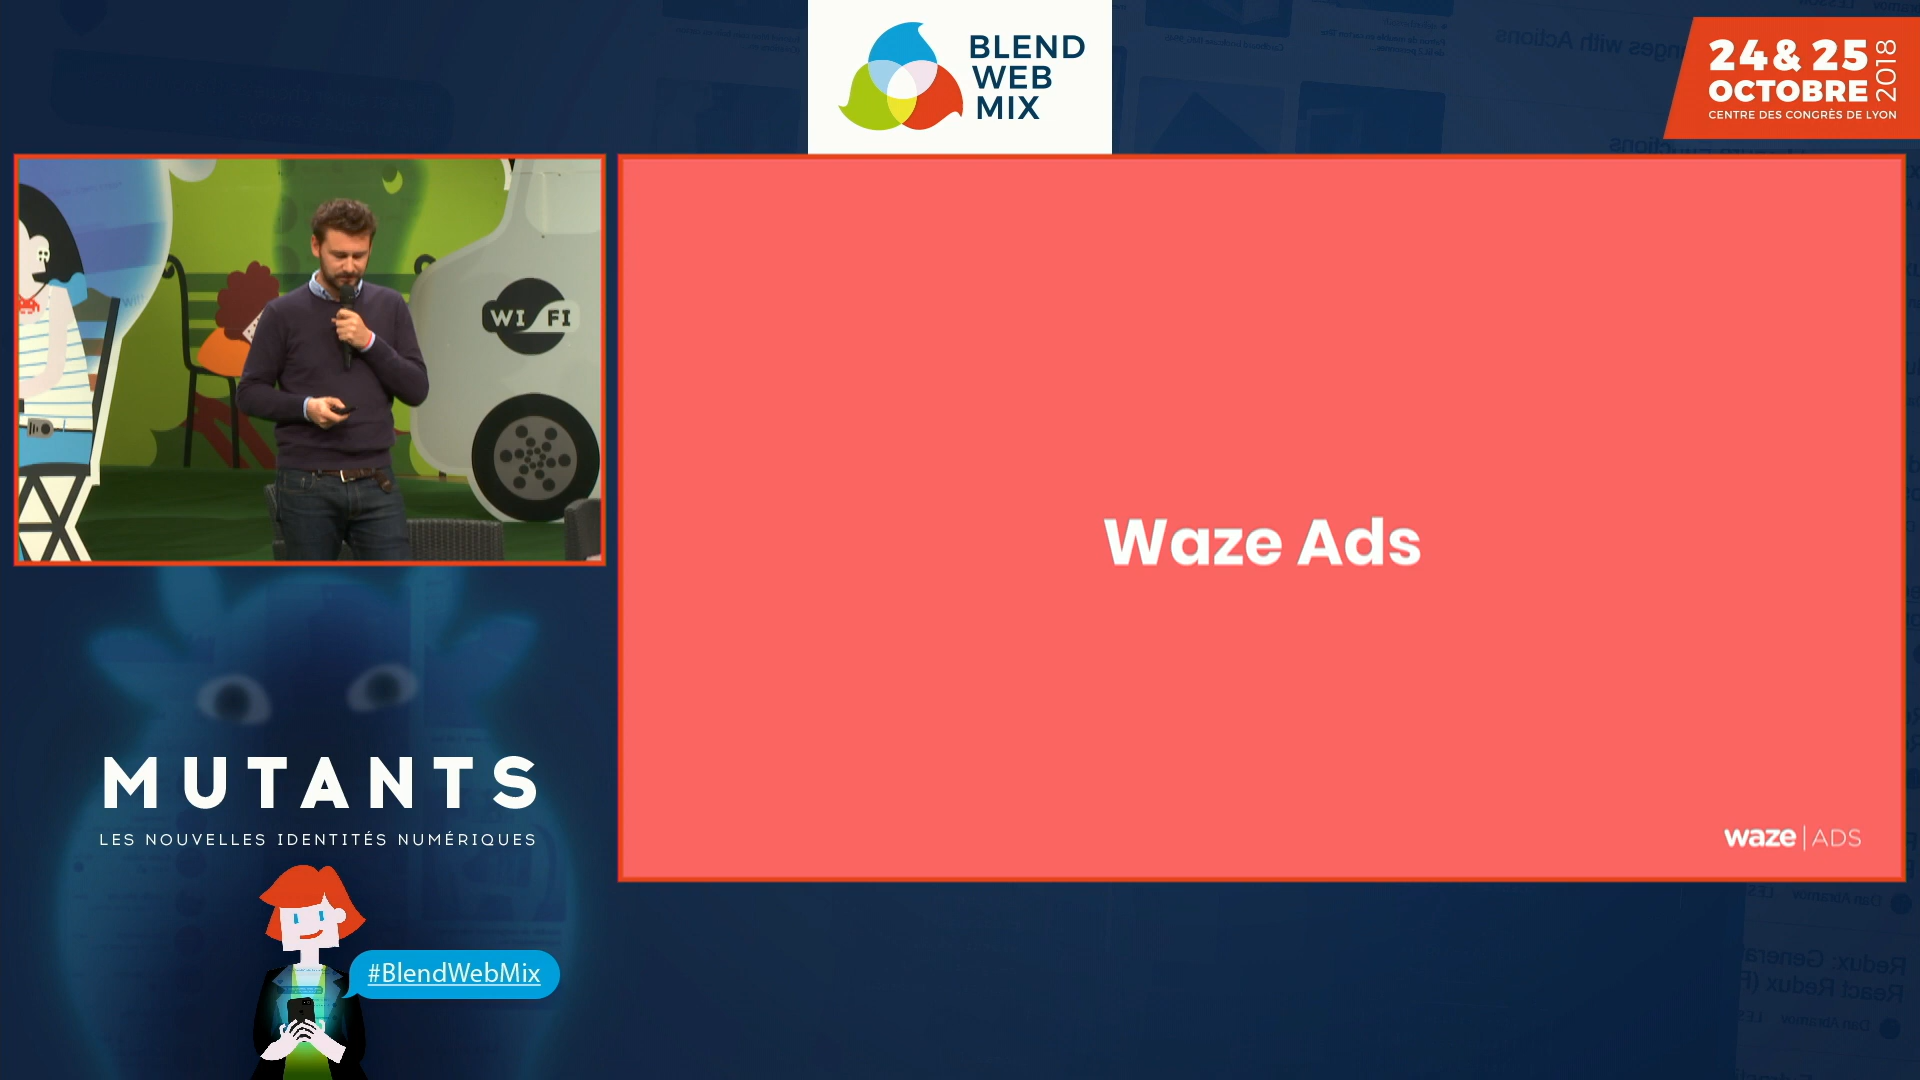 BLEND
WEB
MIX
24 & 25
OCTOBRE
2018
CENTRE DES CONGRÈS DE LYON
WI FI
Waze Ads
waze | ADS
MUTANTS
LES NOUVELLES IDENTITÉS NUMÉRIQUES
#BlendWebMix